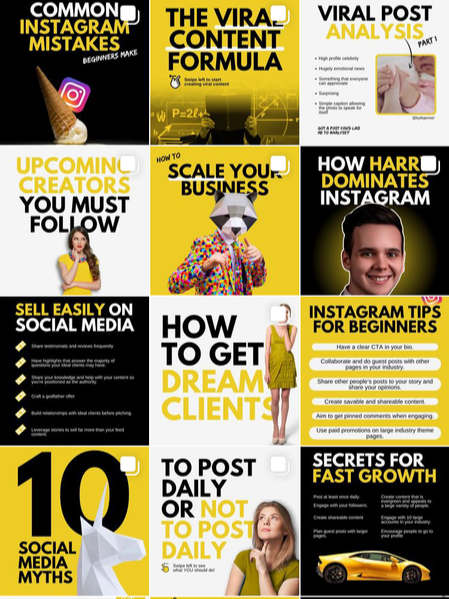 COMMON
INSTAGRAM
MISTAKES
BEGINNERS MAKE
THE VIRAL
CONTENT
FORMULA
Swipe left to start
creating viral content
P=2ℓ+
VIRAL POST
ANALYSIS
PART 1
High profile celebrity
Hugely emotional news
Something that everyone
can appreciate
Surprising
Simple caption allowing
the photo to speak for
itself
@kyliejenner
GOT A POST YOU'D LIKE
ME TO ANALYSE?
UPCOMING
CREATORS
YOU MUST
FOLLOW
HOW TO
SCALE YOUR
BUSINESS
HOW HARR
DOMINATES
INSTAGRAM
SELL EASILY ON
SOCIAL MEDIA
Share testimonials and reviews frequently
Have highlights that answer the majority of
questions your ideal clients may have.
Share your knowledge and help with your content so
you're positioned as the authority.
Craft a godfather offer
Build relationships with ideal clients before pitching.
Leverage stories to sell far more than your feed
content.
HOW
TO GET
DREAM
CLIENTS
INSTAGRAM TIPS
FOR BEGINNERS
Have a clear CTA in your bio.
Collaborate and do guest posts with other
pages in your industry.
Share other people's posts to your story and
share your opinions.
Create savable and shareable content.
Aim to get pinned comments when engaging.
Use paid promotions on large industry theme
pages.
10
SOCIAL
MEDIA
MYTHS
TO POST
DAILY
OR NOT
TO POST
DAILY
Swipe left to see
what YOU should do!
SECRETS FOR
FAST GROWTH
Post at least once daily.
Engage with your followers.
Create shareable content
Plan guest posts with larger
pages.
Create content that is
evergreen and appeals to
a large variety of people.
Engage with 10 large
accounts in your industry.
Encourage people to go to
your profile